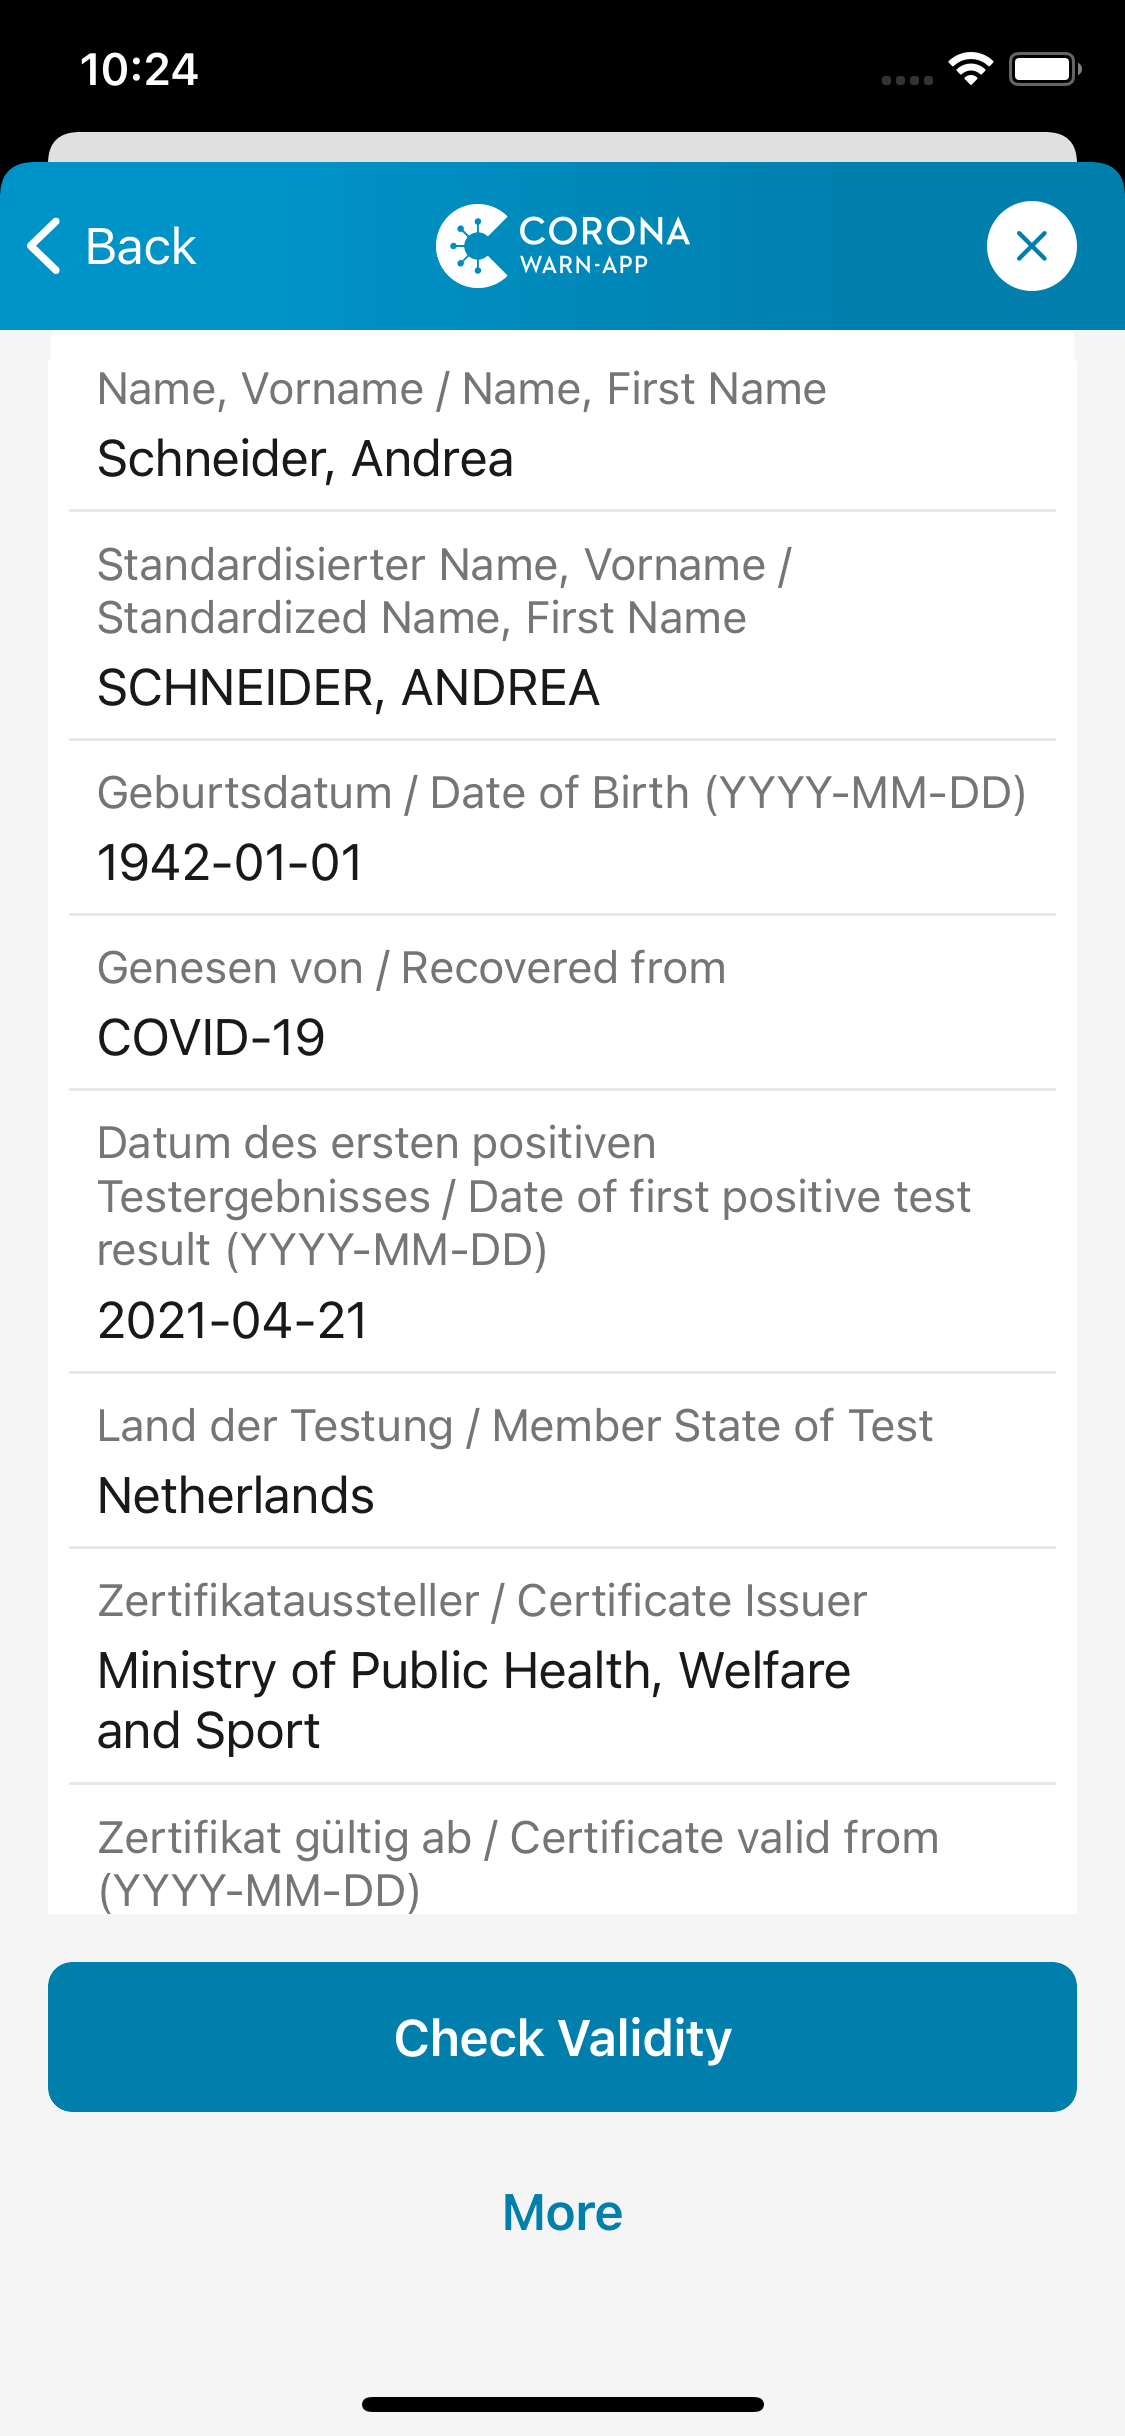 10:24
Back
CORONA
WARN-APP
Name, Vorname / Name, First Name
Schneider, Andrea
Standardisierter Name, Vorname /
Standardized Name, First Name
SCHNEIDER, ANDREA
Geburtsdatum / Date of Birth (YYYY-MM-DD)
1942-01-01
Genesen von / Recovered from
COVID-19
Datum des ersten positiven
Testergebnisses / Date of first positive test
result (YYYY-MM-DD)
2021-04-21
Land der Testung / Member State of Test
Netherlands
Zertifikataussteller / Certificate Issuer
Ministry of Public Health, Welfare
and Sport
Zertifikat gültig ab / Certificate valid from
(YYYY-MM-DD)
Check Validity
More